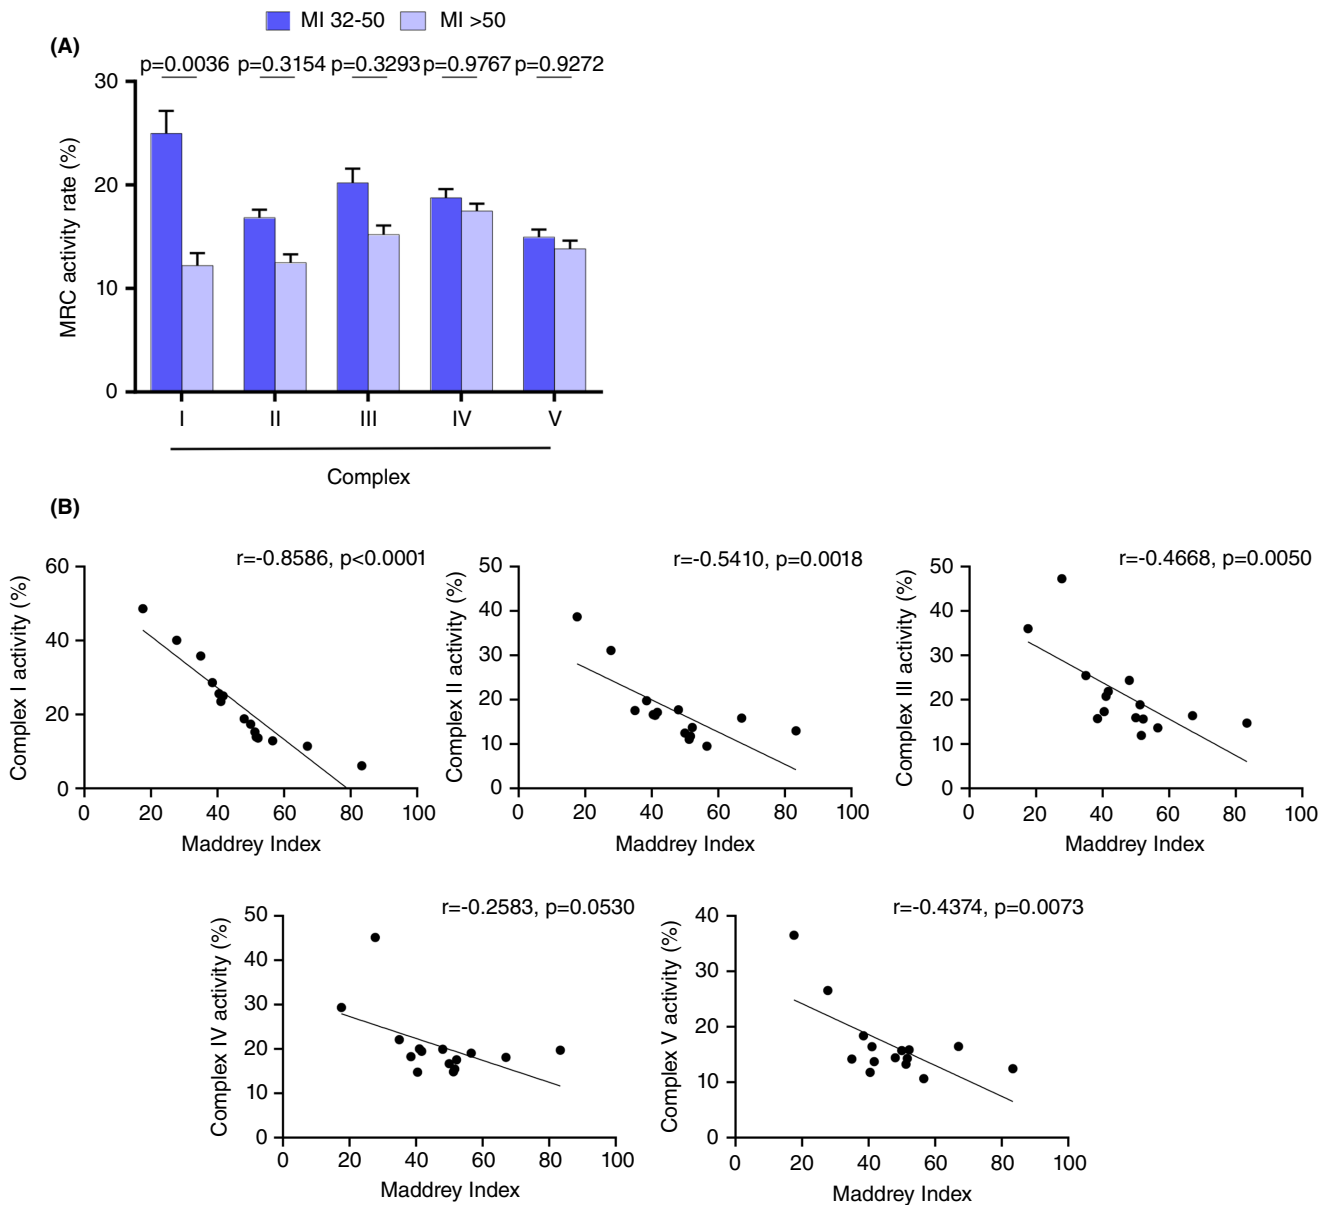 MI 32-50 MI >50
(A)
p=0.0036 p=0.3154 p=0.3293 p=0.9767 p=0.9272
30
20
10
0
MRC activity rate (%)
I II III IV V
Complex
(B)
r=-0.8586, p<0.0001
60
40
20
0
Complex I activity (%)
0 20 40 60 80 100
Maddrey Index
r=-0.5410, p=0.0018
50
40
30
20
10
0
Complex II activity (%)
0 20 40 60 80 100
Maddrey Index
r=-0.4668, p=0.0050
50
40
30
20
10
0
Complex III activity (%)
0 20 40 60 80 100
Maddrey Index
r=-0.2583, p=0.0530
50
40
30
20
10
0
Complex IV activity (%)
0 20 40 60 80 100
Maddrey Index
r=-0.4374, p=0.0073
40
30
20
10
0
Complex V activity (%)
0 20 40 60 80 100
Maddrey Index